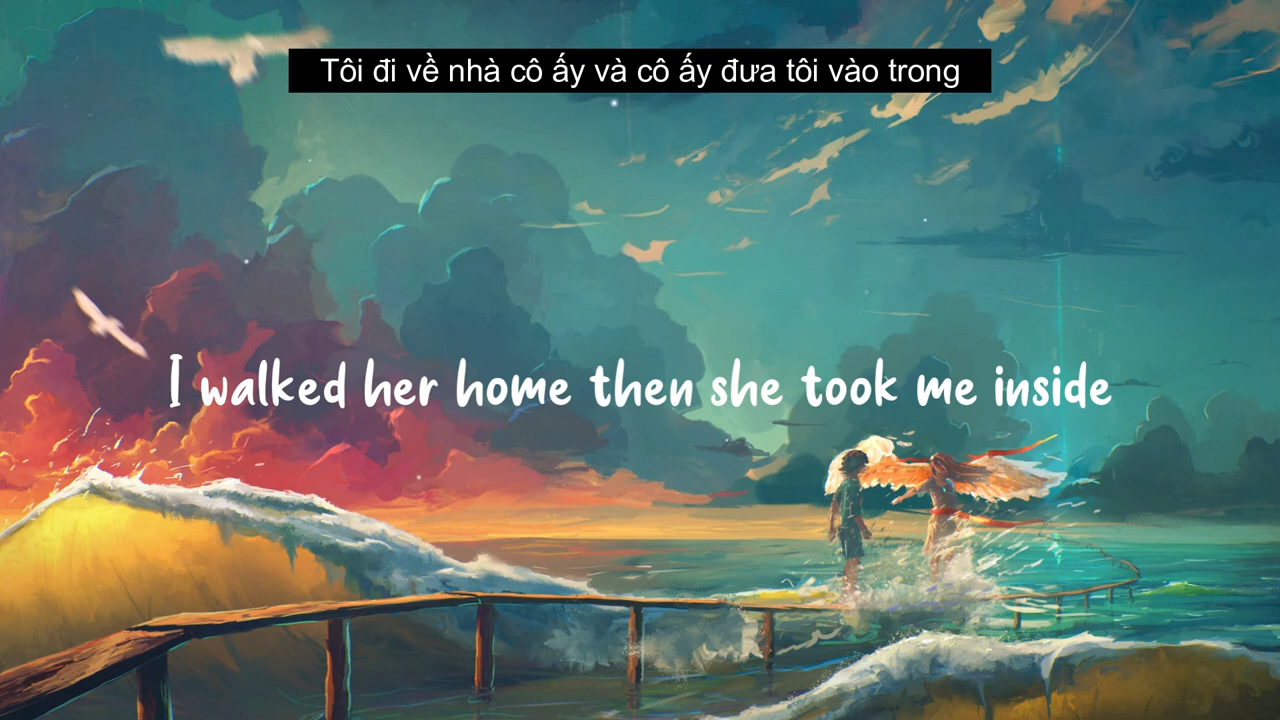 Tôi đi về nhà cô ấy và cô ấy đưa tôi vào trong
I walked her home then she took me inside